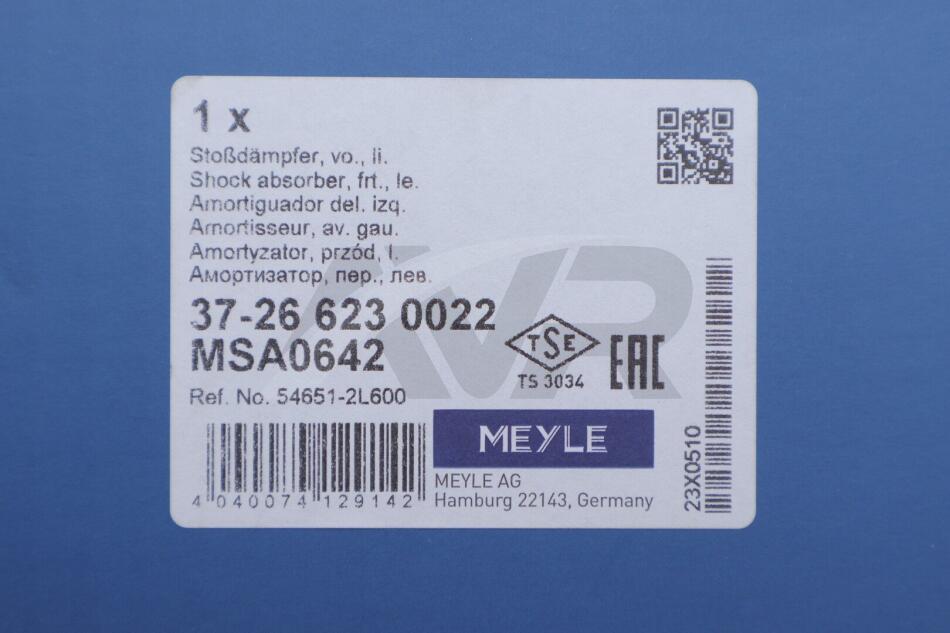 1 x
Stoßdämpfer, vo., li.
Shock absorber, frt., le.
Amortiguador del. izq.
Amortisseur, av. gau.
Amortyzator, przód, l.
Амортизатор, пер., лев.
37-26 623 0022
MSA0642
Ref. No. 54651-2L600
TSE
TS 3034
EAC
MEYLE
MEYLE AG
Hamburg 22143, Germany
4 040074 129142
23X0510
AVR